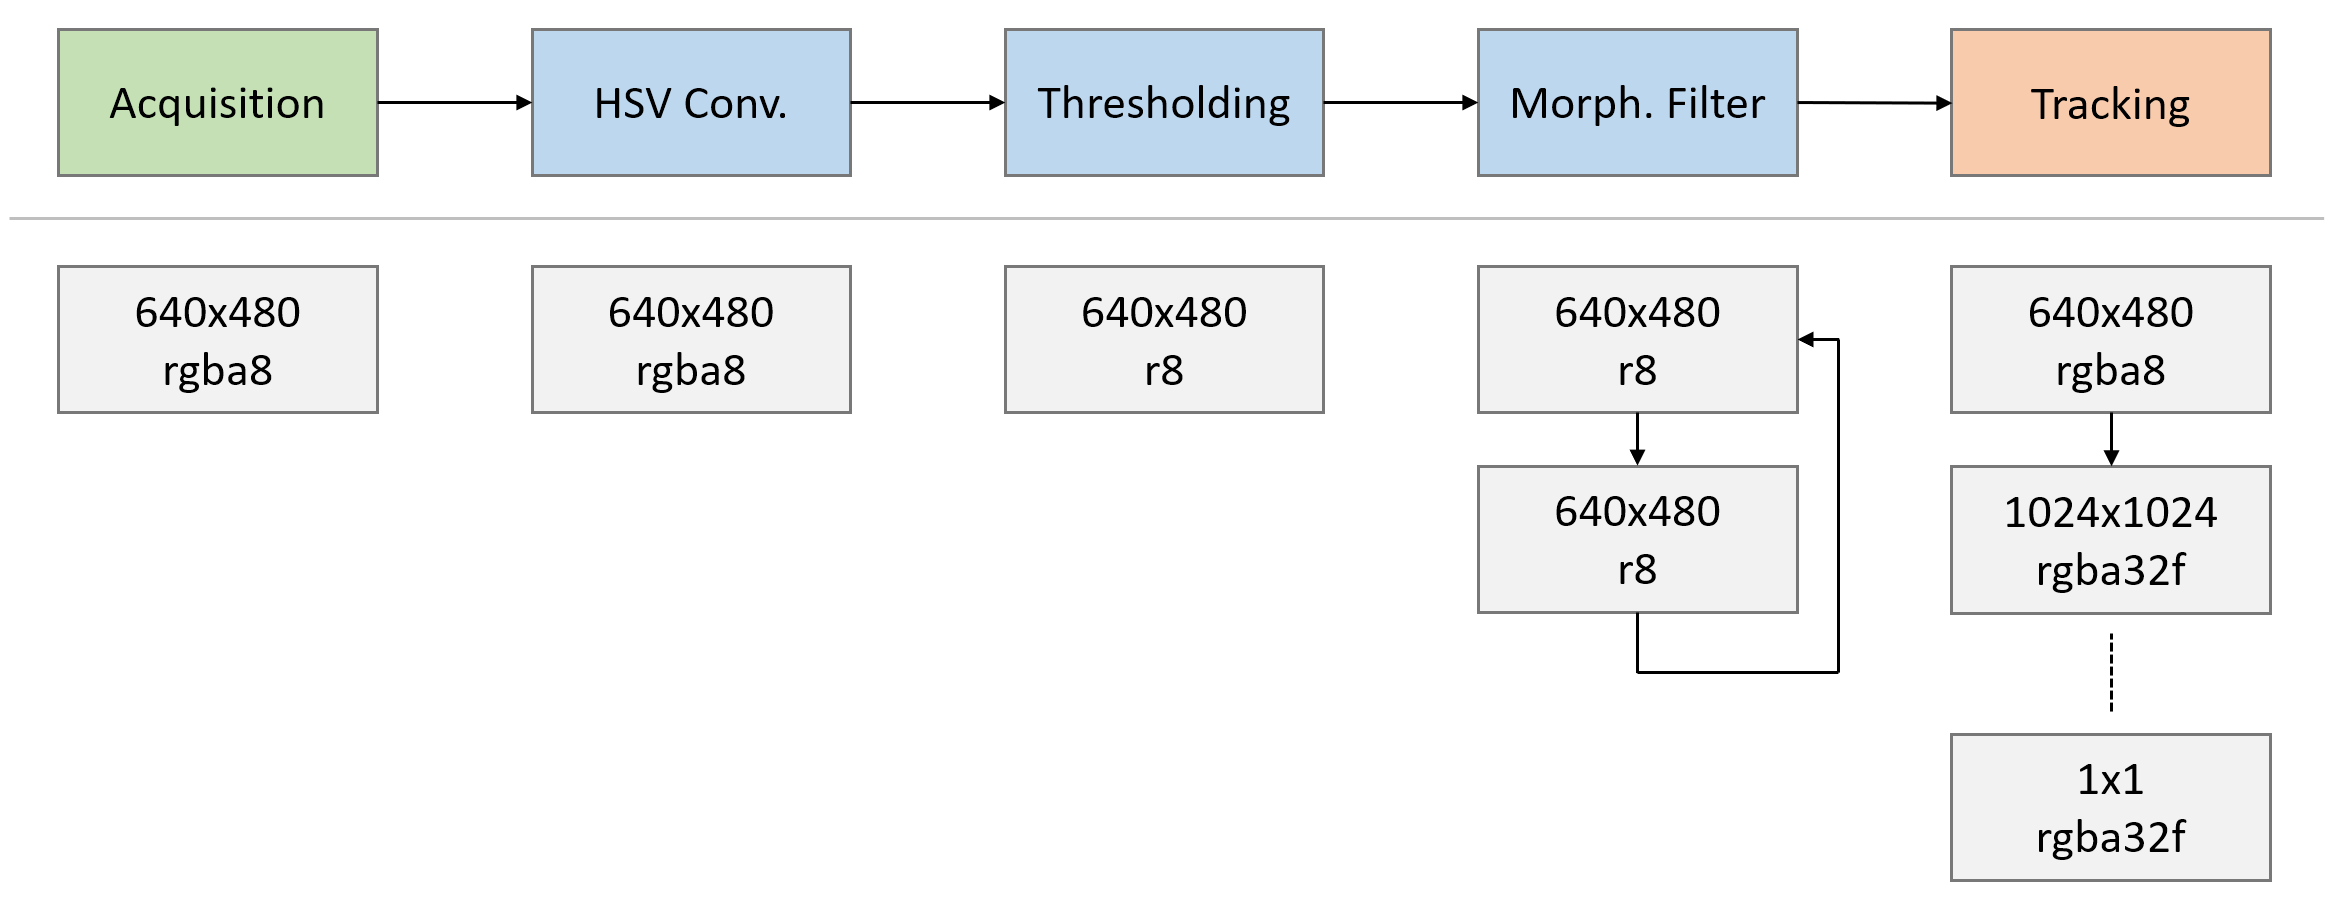 Acquisition
HSV Conv.
Thresholding
Morph. Filter
Tracking
640x480
rgba8
640x480
rgba8
640x480
r8
640x480
r8
640x480
rgba8
640x480
r8
1024x1024
rgba32f
1x1
rgba32f